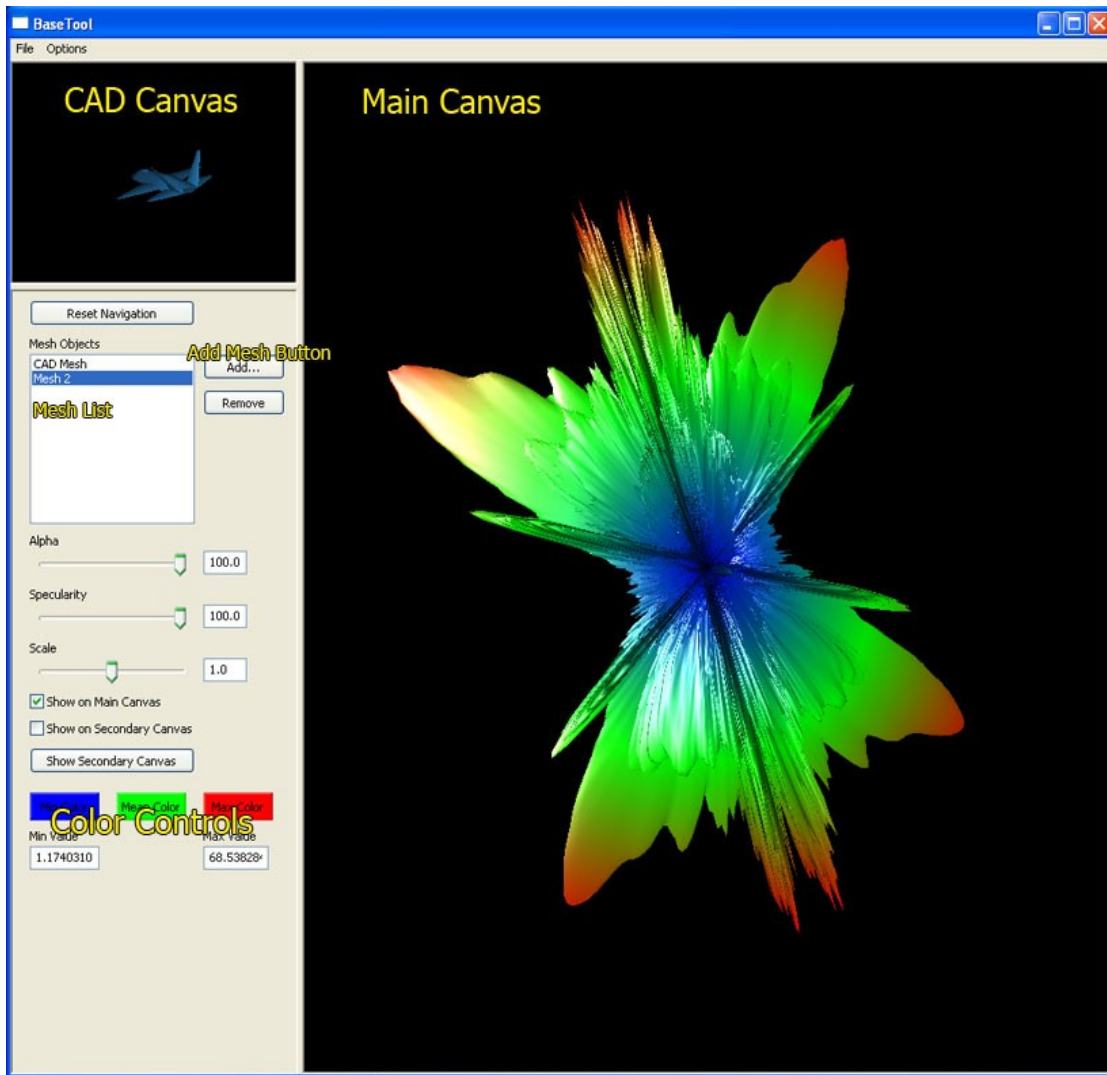 BaseTool
File Options
CAD Canvas
Main Canvas
Reset Navigation
Mesh Objects
Add Mesh Button
CAD Mesh
Add...
Mesh 2
Mesh List
Remove
Alpha
100.0
Specularity
100.0
Scale
1.0
Show on Main Canvas
Show on Secondary Canvas
Show Secondary Canvas
Min Color Mean Color Max Color
Color Controls
Min Value Max Value
1.1740310